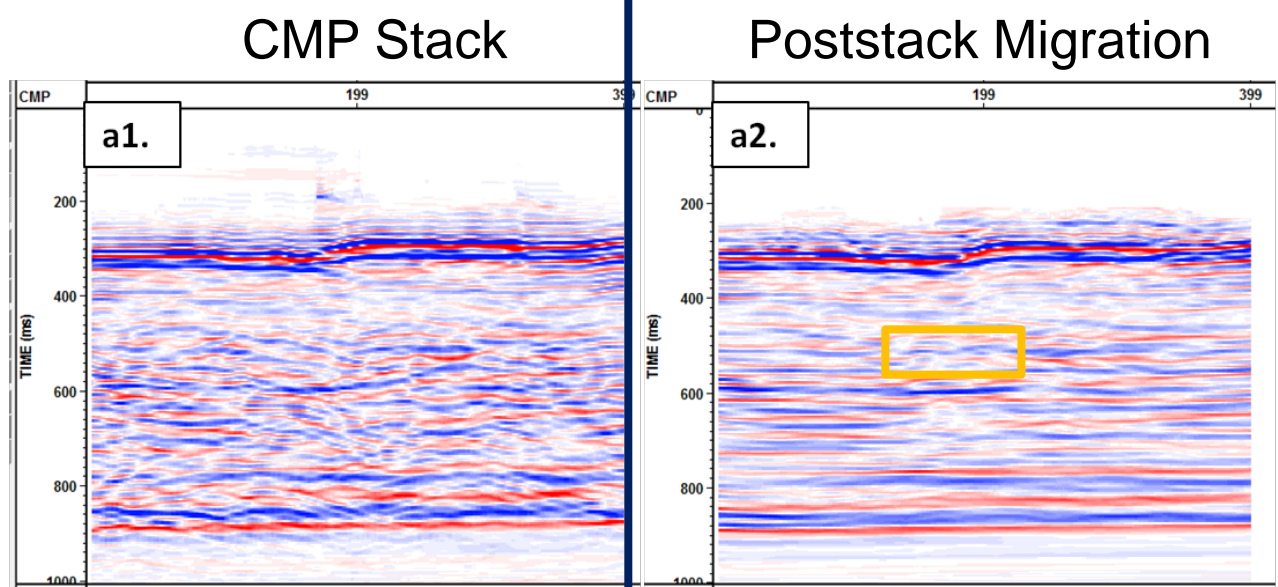 CMP Stack
Poststack Migration
CMP 199 399
CMP 199 399
a1.
a2.
0
200
200
400
400
TIME (ms)
TIME (ms)
600
600
800
800
1000
1000